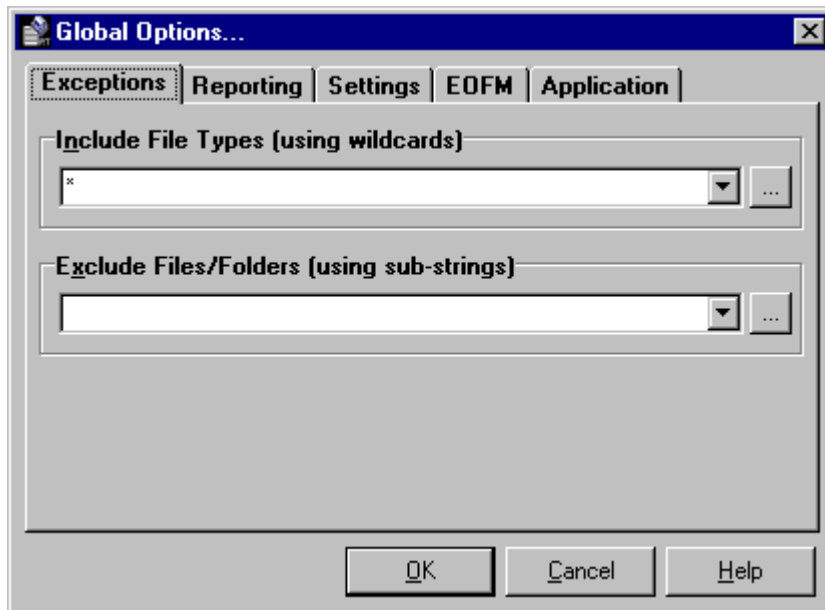 Global Options...
Exceptions Reporting Settings EOFM Application
Include File Types (using wildcards)
*
...
Exclude Files/Folders (using sub-strings)
...
OK Cancel Help